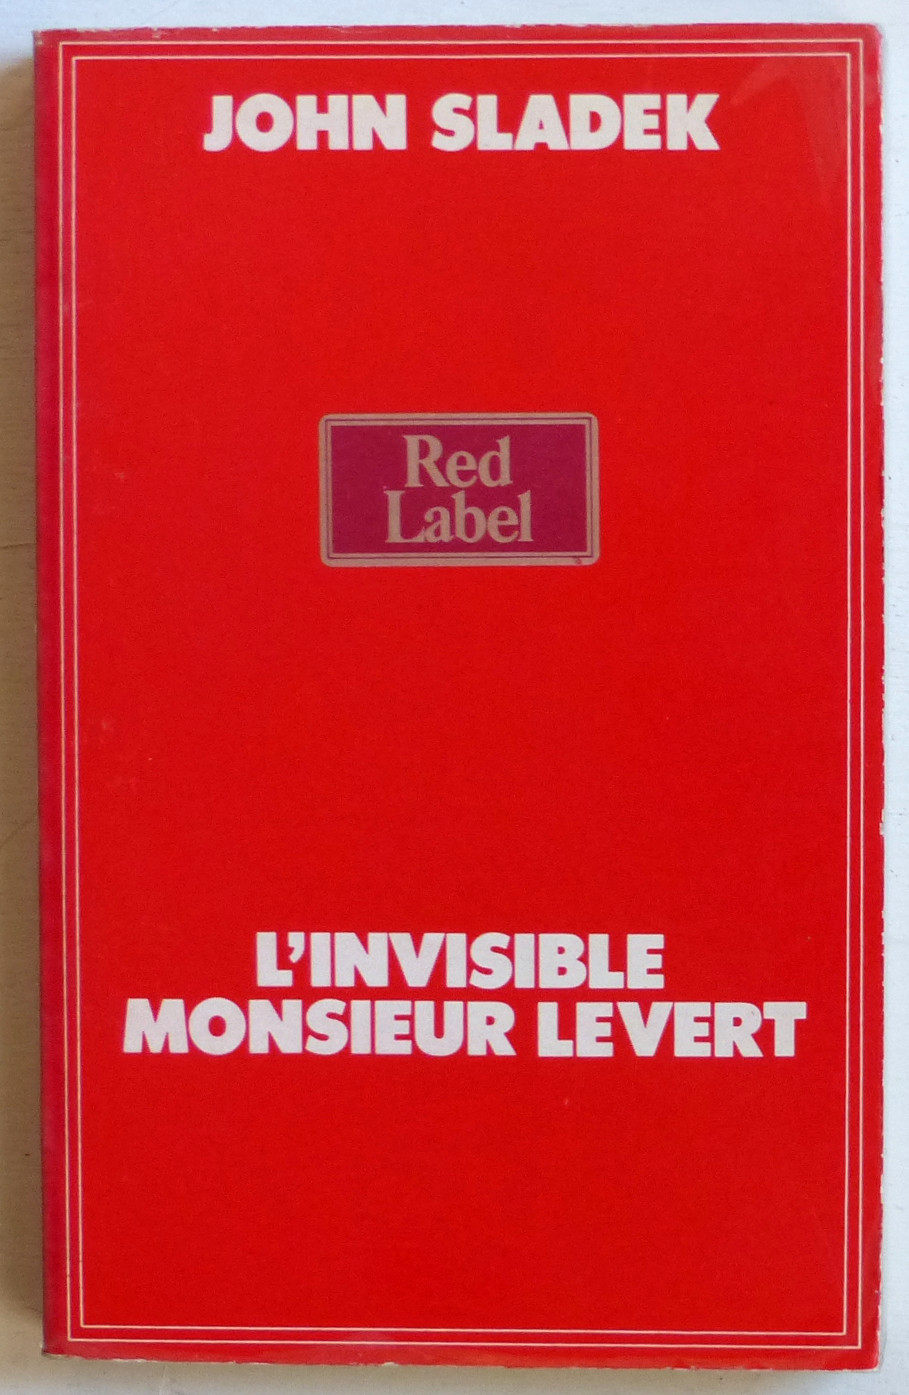 JOHN SLADEK
Red
Label
L'INVISIBLE
MONSIEUR LEVERT